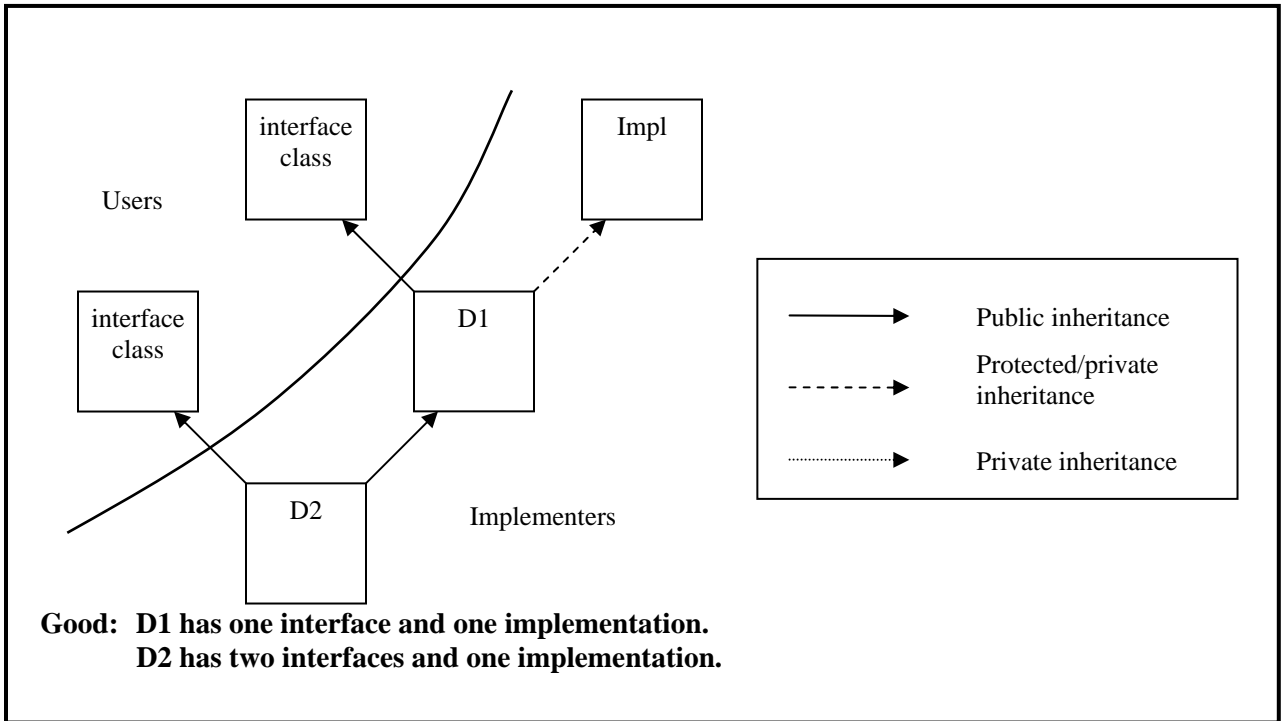 interface
class
Impl
Users
interface
class
D1
Public inheritance
Protected/private
inheritance
Private inheritance
D2
Implementers
Good: D1 has one interface and one implementation.
D2 has two interfaces and one implementation.